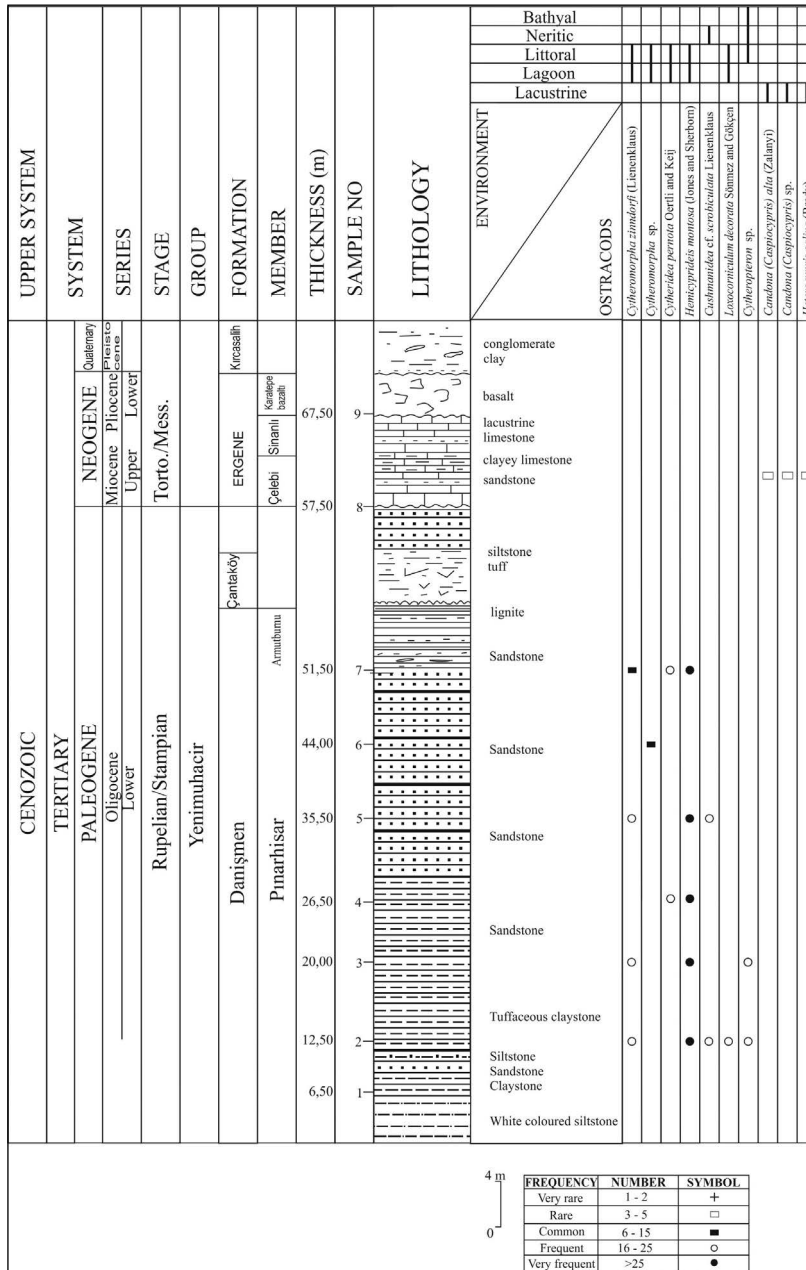 Bathyal
Neritic
Littoral
Lagoon
Lacustrine
UPPER SYSTEM
SYSTEM
SERIES
STAGE
GROUP
FORMATION
MEMBER
THICKNESS (m)
SAMPLE NO
LITHOLOGY
ENVIRONMENT
OSTRACODS
Cytheromorpha zinndorfi (Lienenklaus)
Cytheromorpha sp.
Cytheridea pernota Oertli and Keij
Hemicyprideis montosa (Jones and Sherborn)
Cushmanidea cf. scrobiculata Lienenklaus
Loxocorniculum decorata Sönmez and Gökçen
Cytheropteron sp.
Candona (Caspiocypris) alta (Zalanyi)
Candona (Caspiocypris) sp.
CENOZOIC
TERTIARY
Quaternary
NEOGENE
PALEOGENE
Pleisto
cene
Pliocene
Lower
Miocene
Upper
Oligocene
Lower
Torto./Mess.
Rupelian/Stampian
Yenimuhacir
Kırcasalih
ERGENE
Çantaköy
Danişmen
Karatepe
bazaltı
Sinanlı
Çelebi
Armutburnu
Pınarhisar
67,50
57,50
51,50
44,00
35,50
26,50
20,00
12,50
6,50
9
8
7
6
5
4
3
2
1
conglomerate
clay
basalt
lacustrine
limestone
clayey limestone
sandstone
siltstone
tuff
lignite
Sandstone
Sandstone
Sandstone
Sandstone
Tuffaceous claystone
Siltstone
Sandstone
Claystone
White coloured siltstone
4 m
0
FREQUENCY NUMBER SYMBOL
Very rare 1 - 2 +
Rare 3 - 5 □
Common 6 - 15 ■
Frequent 16 - 25 ○
Very frequent >25 ●